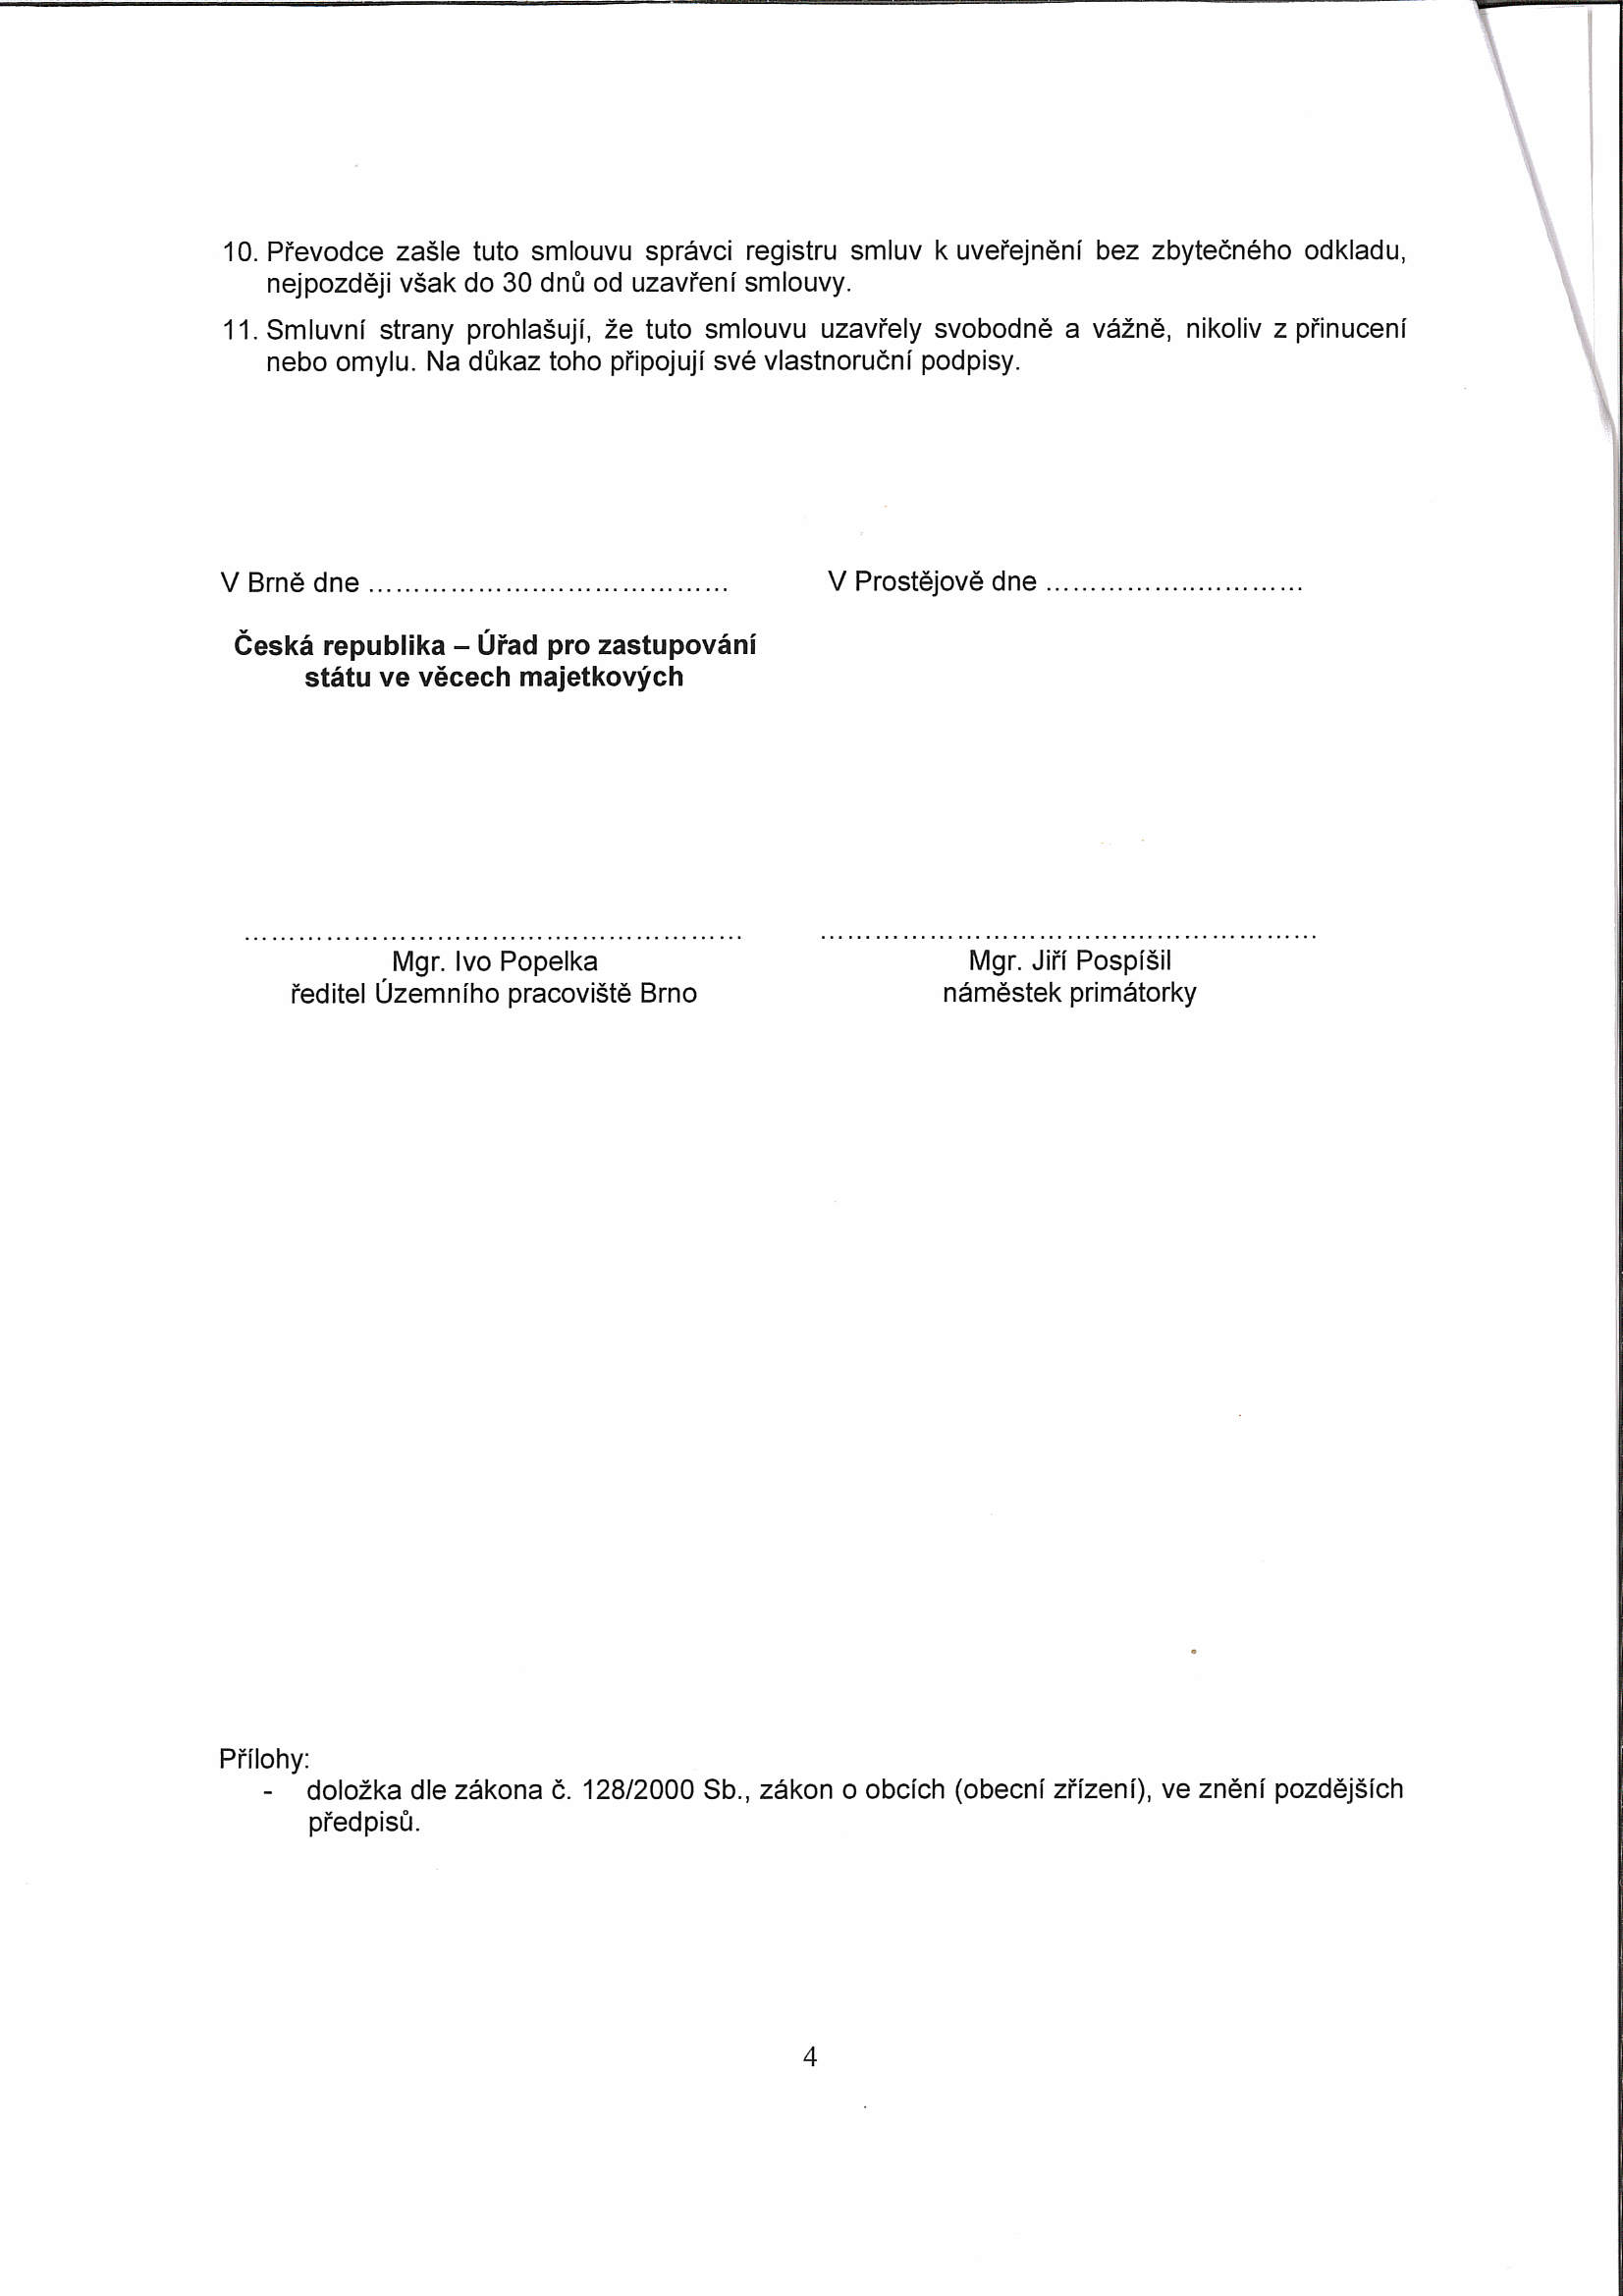 10. Převodce zašle tuto smlouvu správci registru smluv k uveřejnění bez zbytečného odkladu,
nejpozději však do 30 dnů od uzavření smlouvy.
11. Smluvní strany prohlašují, že tuto smlouvu uzavřely svobodně a vážně, nikoliv z přinucení
nebo omylu. Na důkaz toho připojují své vlastnoruční podpisy.
V Brně dne ........................................
V Prostějově dne .............................
Česká republika – Úřad pro zastupování
státu ve věcech majetkových
.......................................................
Mgr. Ivo Popelka
ředitel Územního pracoviště Brno
.......................................................
Mgr. Jiří Pospíšil
náměstek primátorky
Přílohy:
- doložka dle zákona č. 128/2000 Sb., zákon o obcích (obecní zřízení), ve znění pozdějších
předpisů.
4